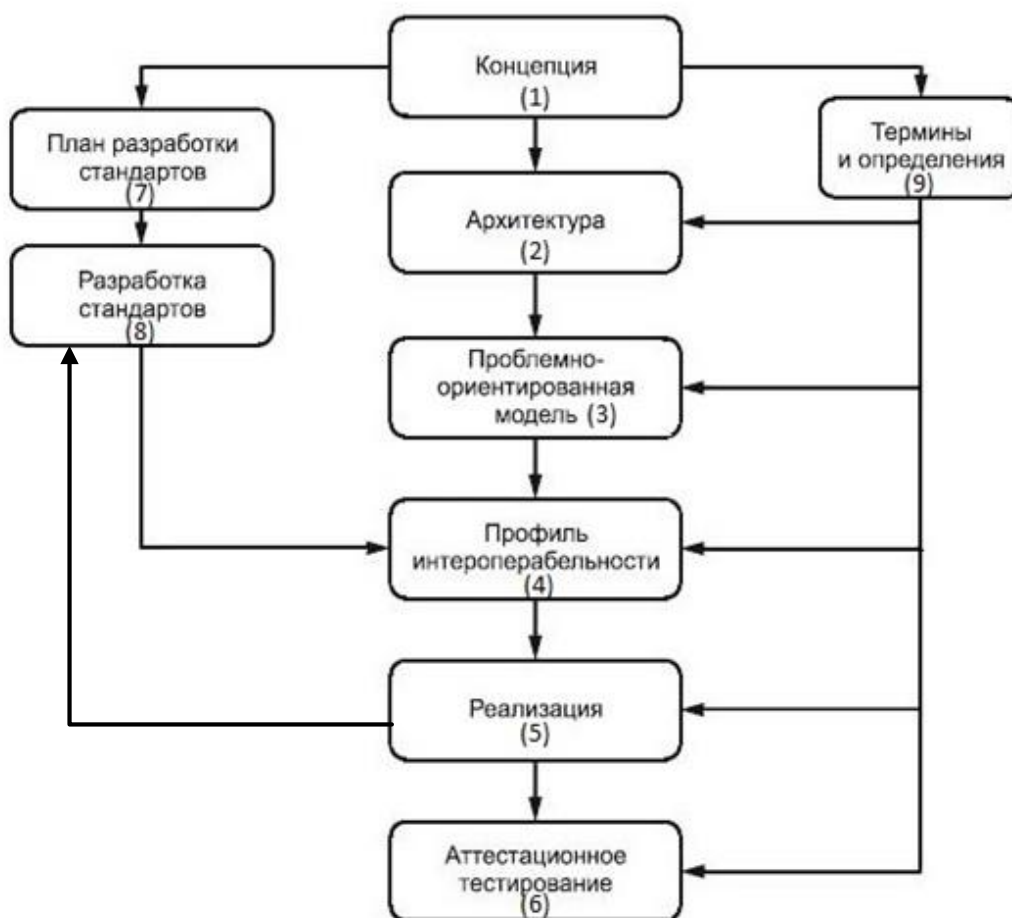 Концепция
(1)
План разработки
стандартов
(7)
Термины
и определения
(9)
Архитектура
(2)
Разработка
стандартов
(8)
Проблемно-
ориентированная
модель (3)
Профиль
интероперабельности
(4)
Реализация
(5)
Аттестационное
тестирование
(6)